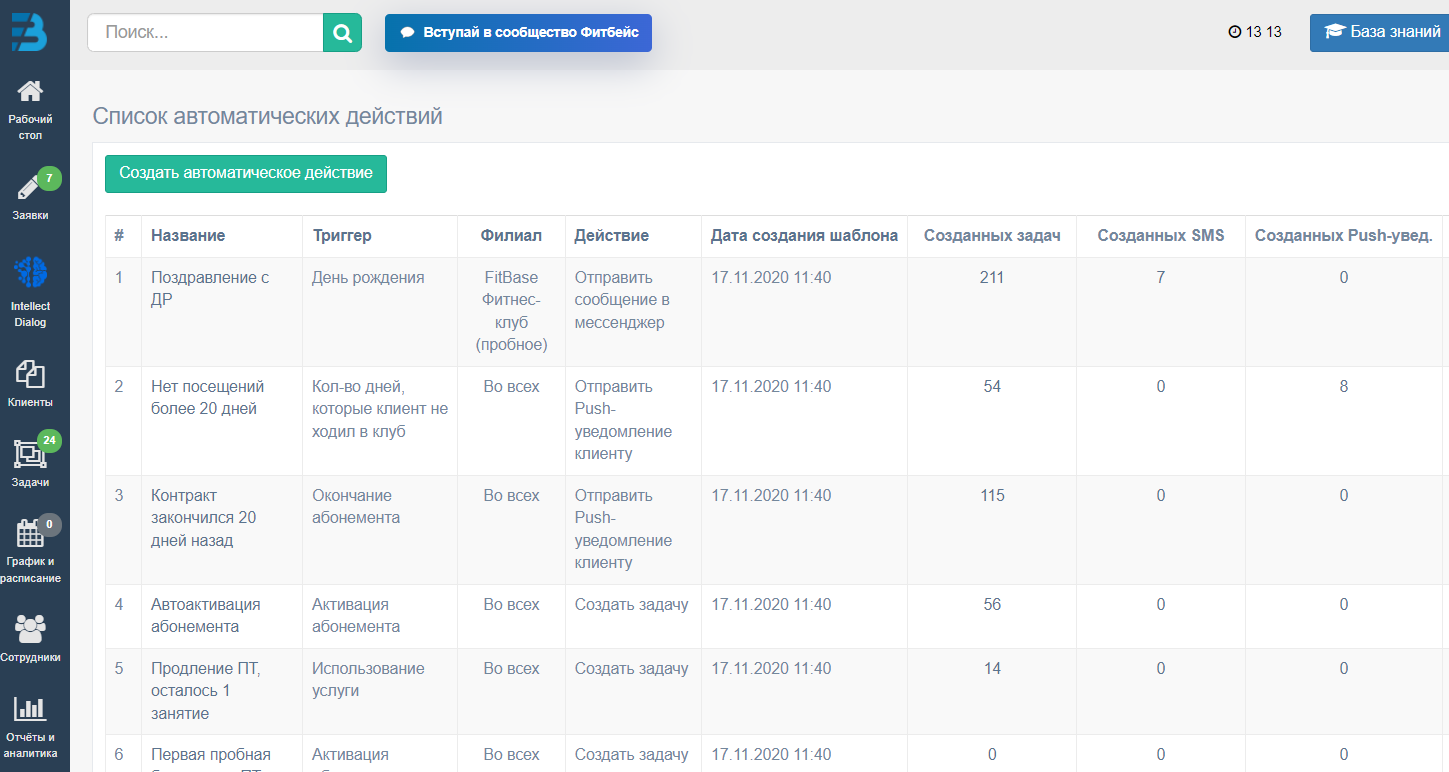 Поиск...
Вступай в сообщество Фитбейс
13 13
База знаний
Рабочий
стол
7
Заявки
Intellect
Dialog
Клиенты
24
Задачи
0
График и
расписание
Сотрудники
Отчёты и
аналитика
Список автоматических действий
Создать автоматическое действие
# Название Триггер Филиал Действие Дата создания шаблона Созданных задач Созданных SMS Созданных Push-увед.
1 Поздравление с День рождения FitBase Отправить 17.11.2020 11:40 211 7 0
ДР Фитнес- сообщение в
клуб мессенджер
(пробное)
2 Нет посещений Кол-во дней, Во всех Отправить 17.11.2020 11:40 54 0 8
более 20 дней которые клиент не Push-
ходил в клуб уведомление
клиенту
3 Контракт Окончание Во всех Отправить 17.11.2020 11:40 115 0 0
закончился 20 абонемента Push-
дней назад уведомление
клиенту
4 Автоактивация Активация Во всех Создать задачу 17.11.2020 11:40 56 0 0
абонемента абонемента
5 Продление ПТ, Использование Во всех Создать задачу 17.11.2020 11:40 14 0 0
осталось 1 услуги
занятие
6 Первая пробная Активация Во всех Создать задачу 17.11.2020 11:40 0 0 0